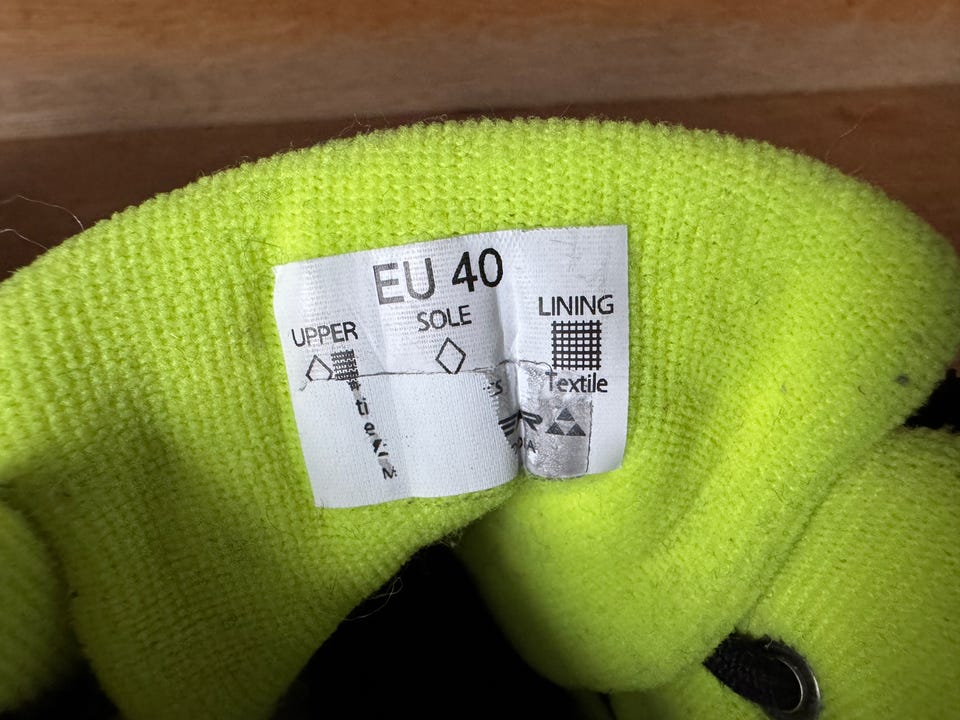 EU 40
UPPER
SOLE
LINING
Textile